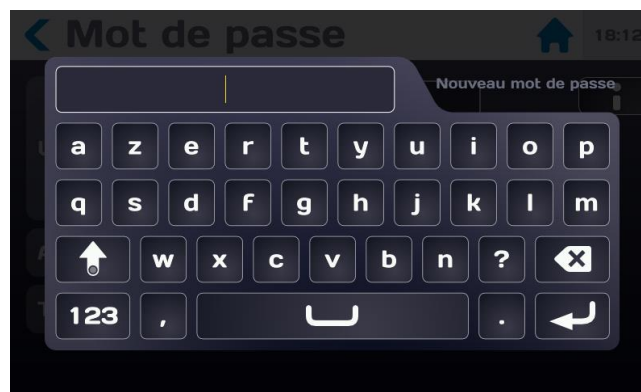 Mot de passe
18:12
Nouveau mot de passe
a z e r t y u i o p
q s d f g h j k l m
w x c v b n ?
123 , .